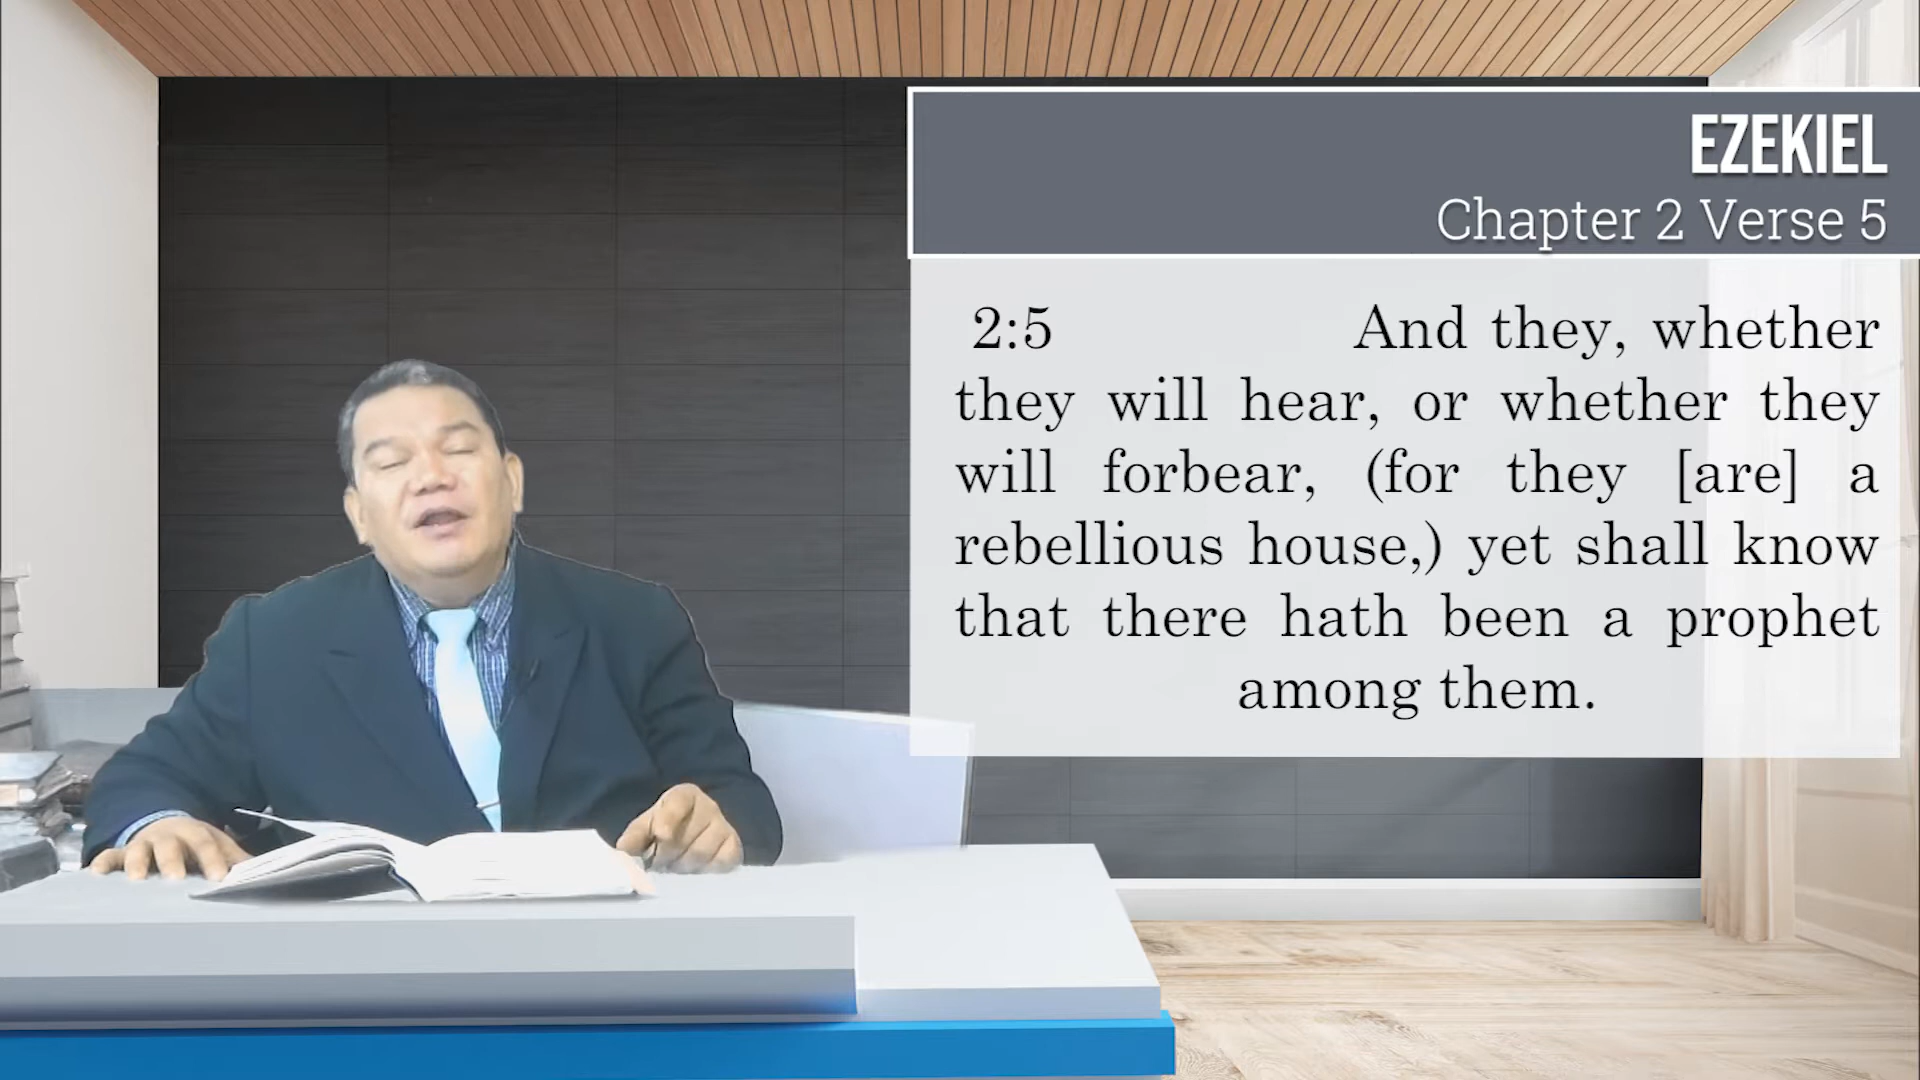 EZEKIEL
Chapter 2 Verse 5
2:5 And they, whether
they will hear, or whether they
will forbear, (for they [are] a
rebellious house,) yet shall know
that there hath been a prophet
among them.